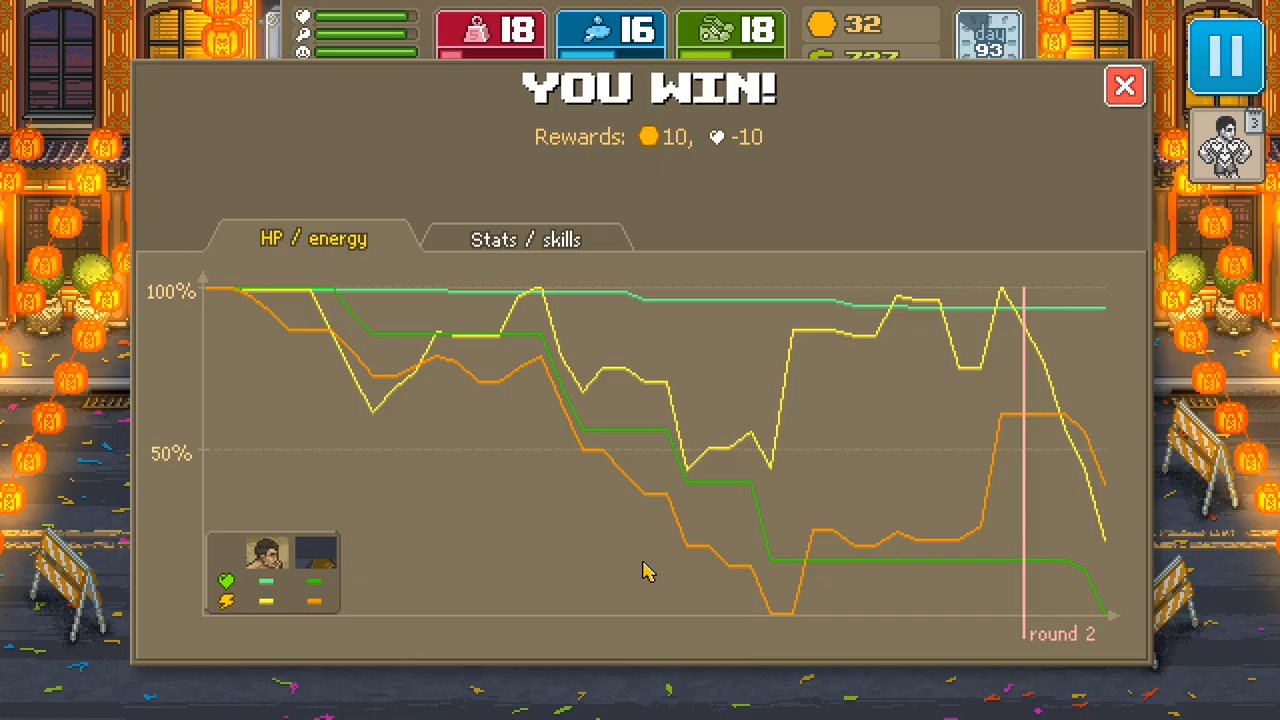 18
16
18
32
day
93
YOU WIN!
Rewards: 10, -10
3
HP / energy
Stats / skills
100%
50%
round 2